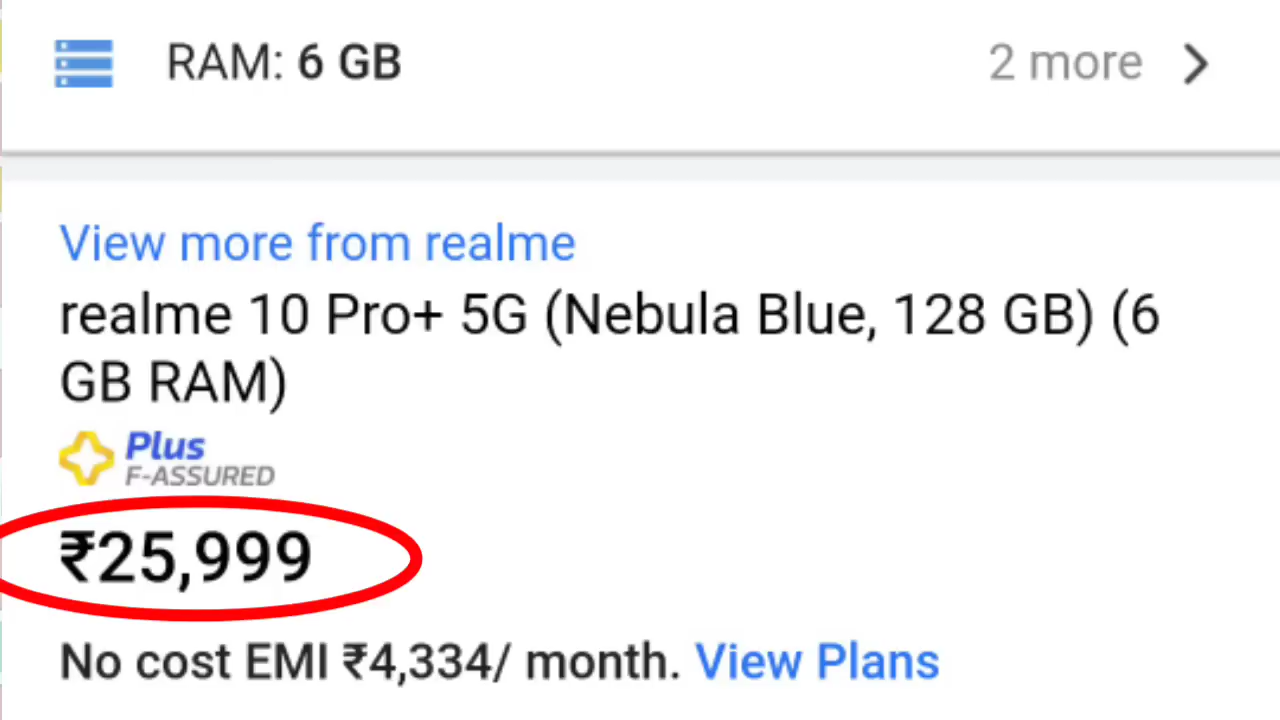 RAM: 6 GB 2 more
View more from realme
realme 10 Pro+ 5G (Nebula Blue, 128 GB) (6
GB RAM)
Plus
F-ASSURED
₹25,999
No cost EMI ₹4,334/ month. View Plans